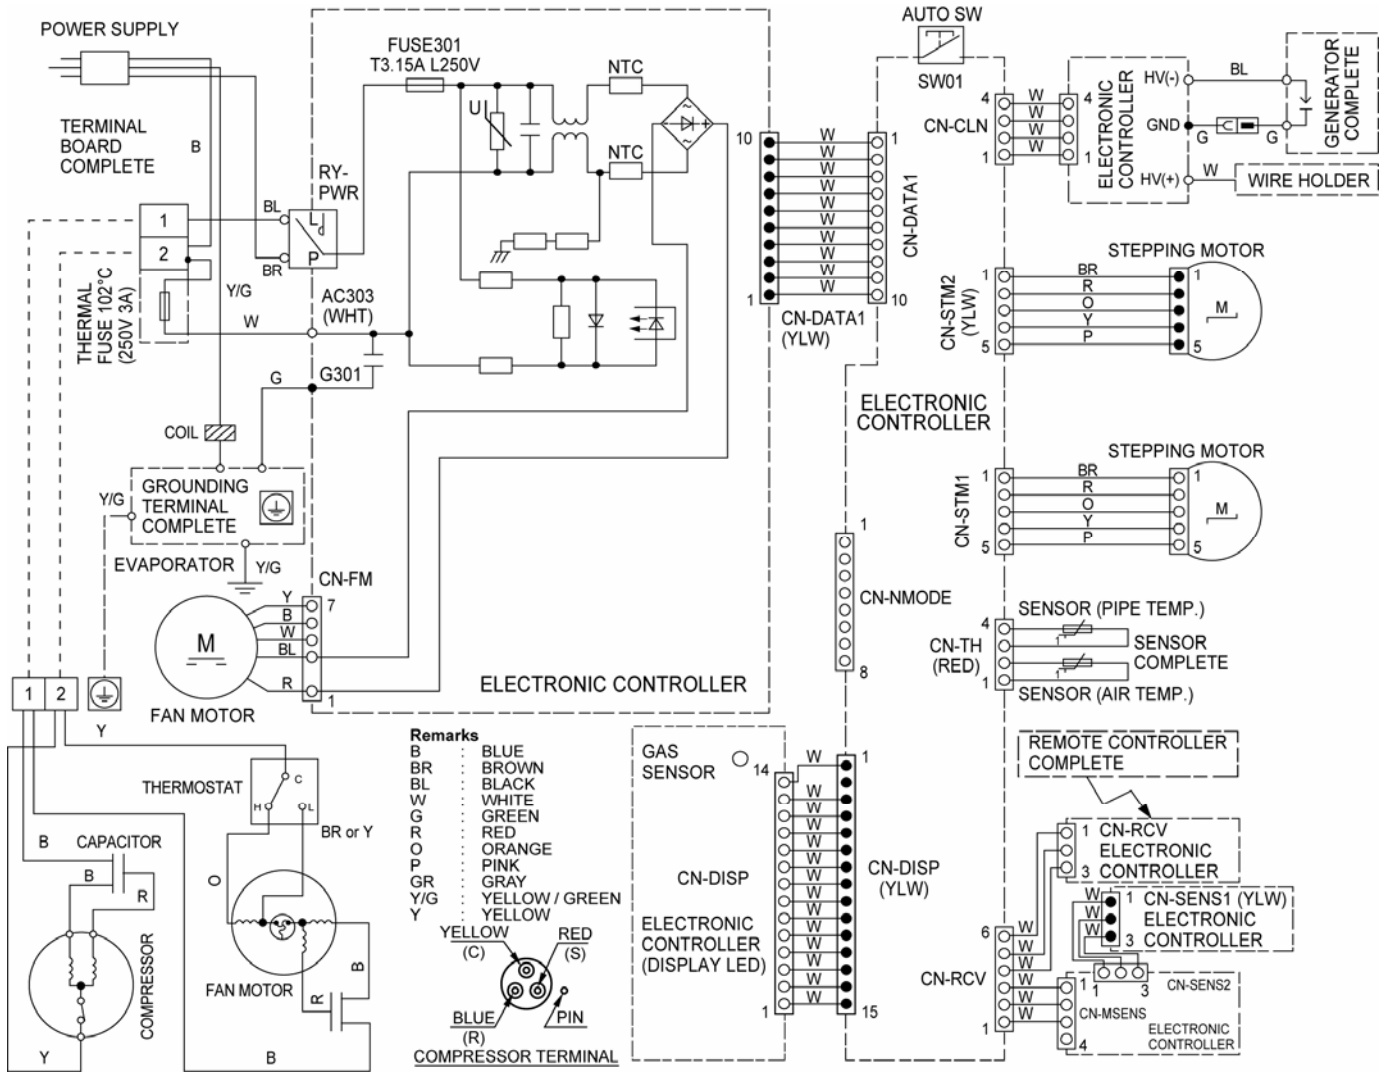 POWER SUPPLY
TERMINAL
BOARD
COMPLETE
B
1
2
BL
BR
RY-
PWR
L
P
FUSE301
T3.15A L250V
U
NTC
NTC
THERMAL
FUSE 102°C
(250V 3A)
Y/G
W
AC303
(WHT)
G
G301
COIL
GROUNDING
TERMINAL
COMPLETE
Y/G
EVAPORATOR
Y/G
CN-FM
Y
B
W
BL
R
7
1
M
FAN MOTOR
ELECTRONIC CONTROLLER
1
2
Y
THERMOSTAT
C
H
L
BR or Y
O
CAPACITOR
B
B
R
COMPRESSOR
Y
FAN MOTOR
R
B
B
Remarks
B : BLUE
BR : BROWN
BL : BLACK
W : WHITE
G : GREEN
R : RED
O : ORANGE
P : PINK
GR : GRAY
Y/G : YELLOW / GREEN
Y : YELLOW
YELLOW
(C)
RED
(S)
BLUE
(R)
PIN
COMPRESSOR TERMINAL
10
1
W
W
W
W
W
W
W
W
W
W
1
10
CN-DATA1
CN-DATA1
(YLW)
AUTO SW
SW01
CN-CLN
4
1
W
W
W
W
4
1
ELECTRONIC
CONTROLLER
HV(-)
GND
HV(+)
BL
G
G
W
GENERATOR
COMPLETE
WIRE HOLDER
STEPPING MOTOR
CN-STM2
(YLW)
1
5
BR
R
O
Y
P
1
5
M
ELECTRONIC
CONTROLLER
STEPPING MOTOR
CN-STM1
1
5
BR
R
O
Y
P
1
5
M
1
CN-NMODE
8
CN-TH
(RED)
4
1
SENSOR (PIPE TEMP.)
1
SENSOR
COMPLETE
1
SENSOR (AIR TEMP.)
GAS
SENSOR
14
1
CN-DISP
ELECTRONIC
CONTROLLER
(DISPLAY LED)
W
W
W
W
W
W
W
W
W
W
W
W
W
W
1
15
CN-DISP
(YLW)
REMOTE CONTROLLER
COMPLETE
1
3
CN-RCV
ELECTRONIC
CONTROLLER
1
3
CN-SENS1 (YLW)
ELECTRONIC
CONTROLLER
CN-RCV
6
1
W
W
W
W
W
W
1
3
CN-SENS2
1
4
CN-MSENS
ELECTRONIC
CONTROLLER